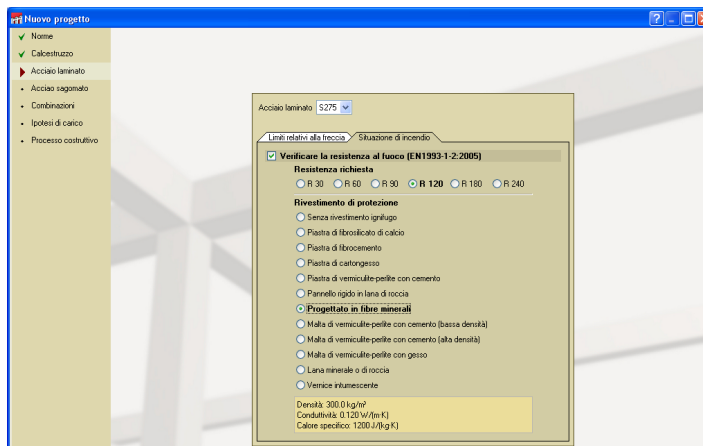 Nuovo progetto
Norme
Calcestruzzo
Acciaio laminato
Acciao sagomato
Combinazioni
Ipotesi di carico
Processo costruttivo
Acciaio laminato S275
Limiti relativi alla freccia Situazione di incendio
Verificare la resistenza al fuoco (EN1993-1-2:2005)
Resistenza richiesta
R 30 R 60 R 90 R 120 R 180 R 240
Rivestimento di protezione
Senza rivestimento ignifugo
Piastra di fibrosilicato di calcio
Piastra di fibrocemento
Piastra di cartongesso
Piastra di vermiculite-perlite con cemento
Pannello rigido in lana di roccia
Progettato in fibre minerali
Malta di vermiculite-perlite con cemento (bassa densità)
Malta di vermiculite-perlite con cemento (alta densità)
Malta di vermiculite-perlite con gesso
Lana minerale o di roccia
Vernice intumescente
Densità: 300.0 kg/m³
Conduttività: 0.120 W/(m·K)
Calore specifico: 1200 J/(kg·K)